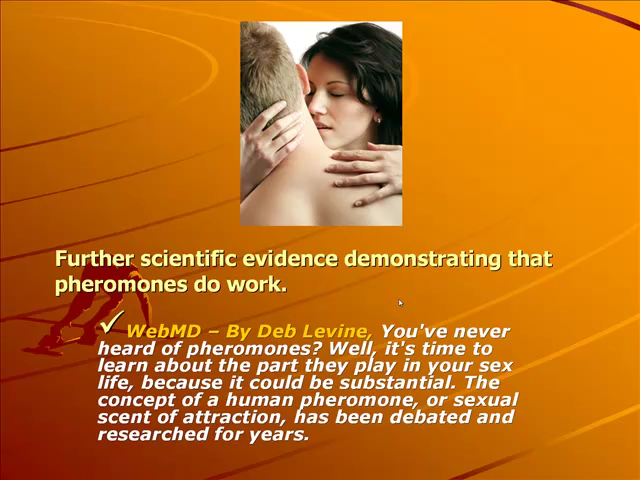 Further scientific evidence demonstrating that
pheromones do work.
WebMD – By Deb Levine, You've never
heard of pheromones? Well, it's time to
learn about the part they play in your sex
life, because it could be substantial. The
concept of a human pheromone, or sexual
scent of attraction, has been debated and
researched for years.